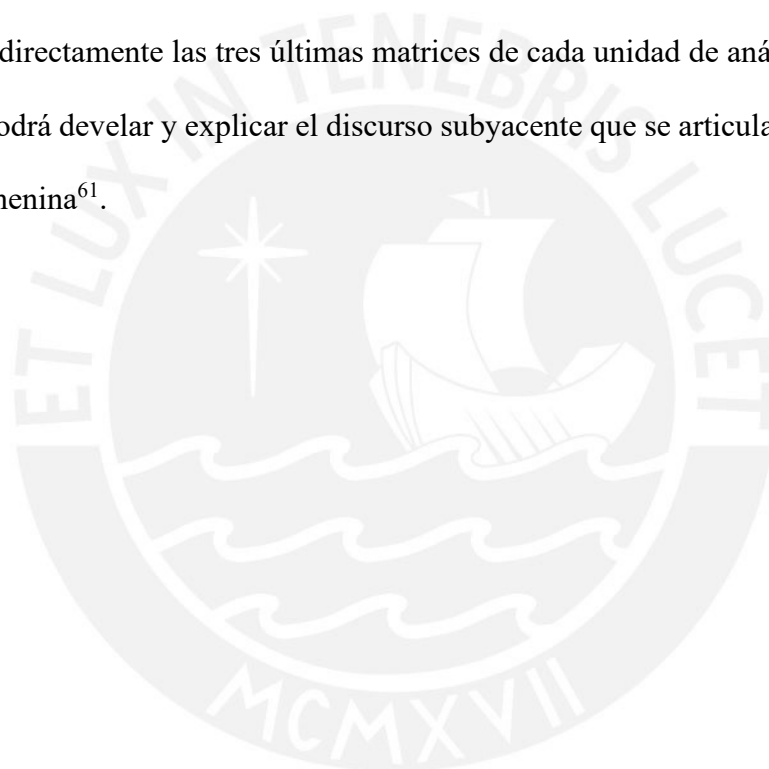 directamente las tres últimas matrices de cada unidad de aná
odrá develar y explicar el discurso subyacente que se articula
nenina⁶¹.
ET LUX IN TENEBRIS LUCET
MCMXVII